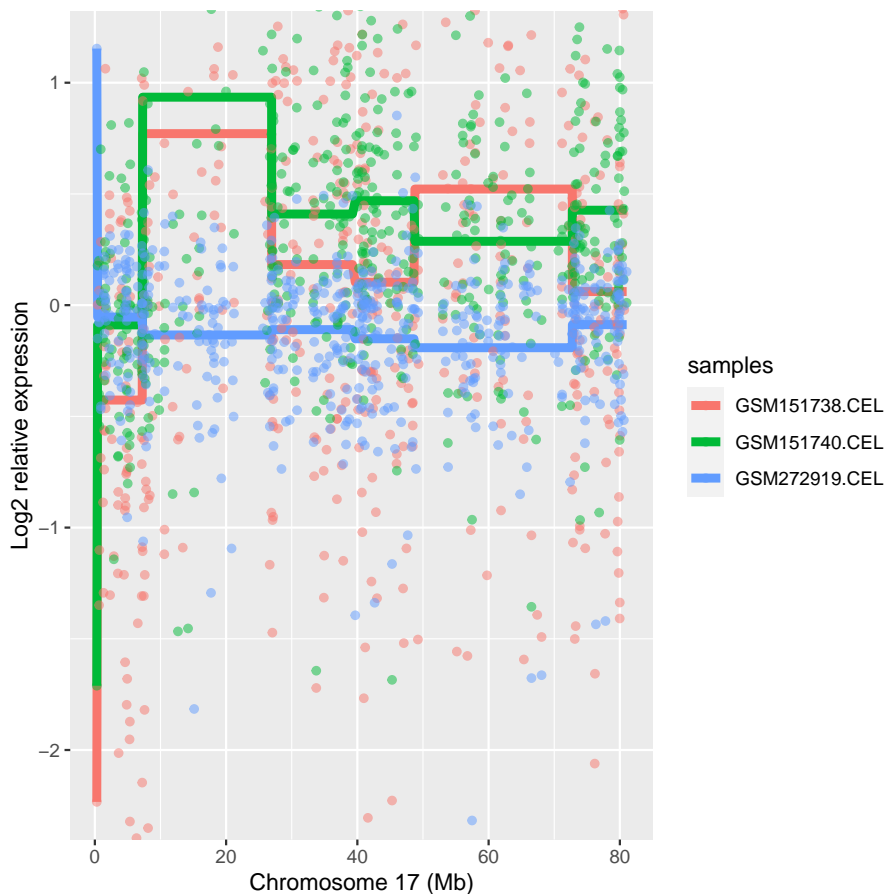 1
0
−1
−2
0
20
40
60
80
Chromosome 17 (Mb)
Log2 relative expression
samples
GSM151738.CEL
GSM151740.CEL
GSM272919.CEL